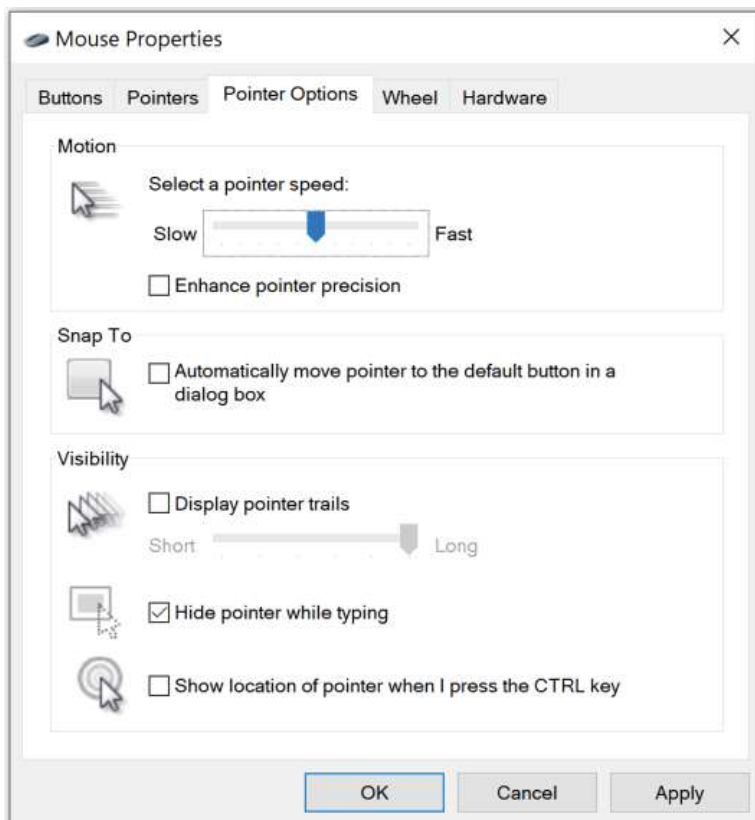 Mouse Properties
Buttons Pointers Pointer Options Wheel Hardware
Motion
Select a pointer speed:
Slow Fast
Enhance pointer precision
Snap To
Automatically move pointer to the default button in a
dialog box
Visibility
Display pointer trails
Short Long
Hide pointer while typing
Show location of pointer when I press the CTRL key
OK Cancel Apply